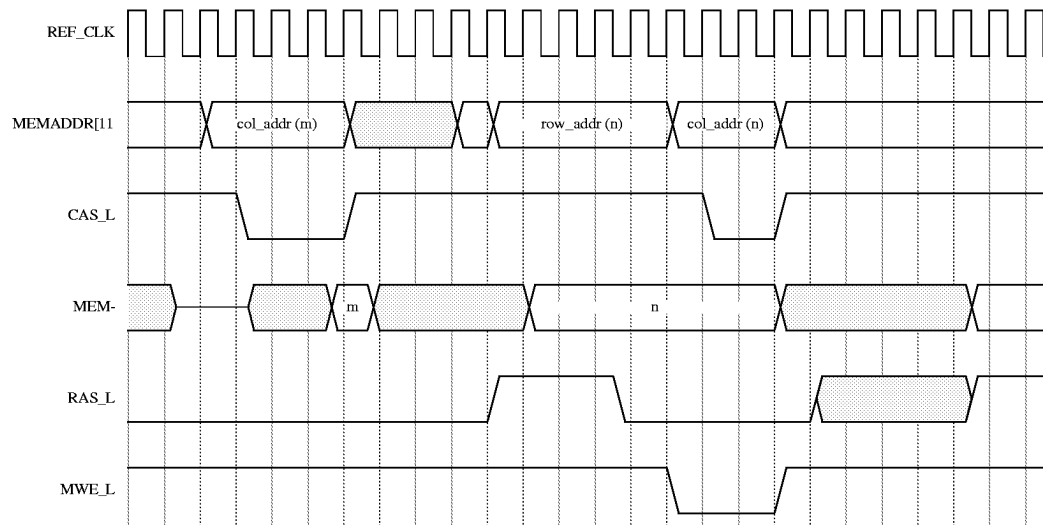 REF_CLK
MEMADDR[11
col_addr (m)
row_addr (n)
col_addr (n)
CAS_L
MEM-
m
n
RAS_L
MWE_L